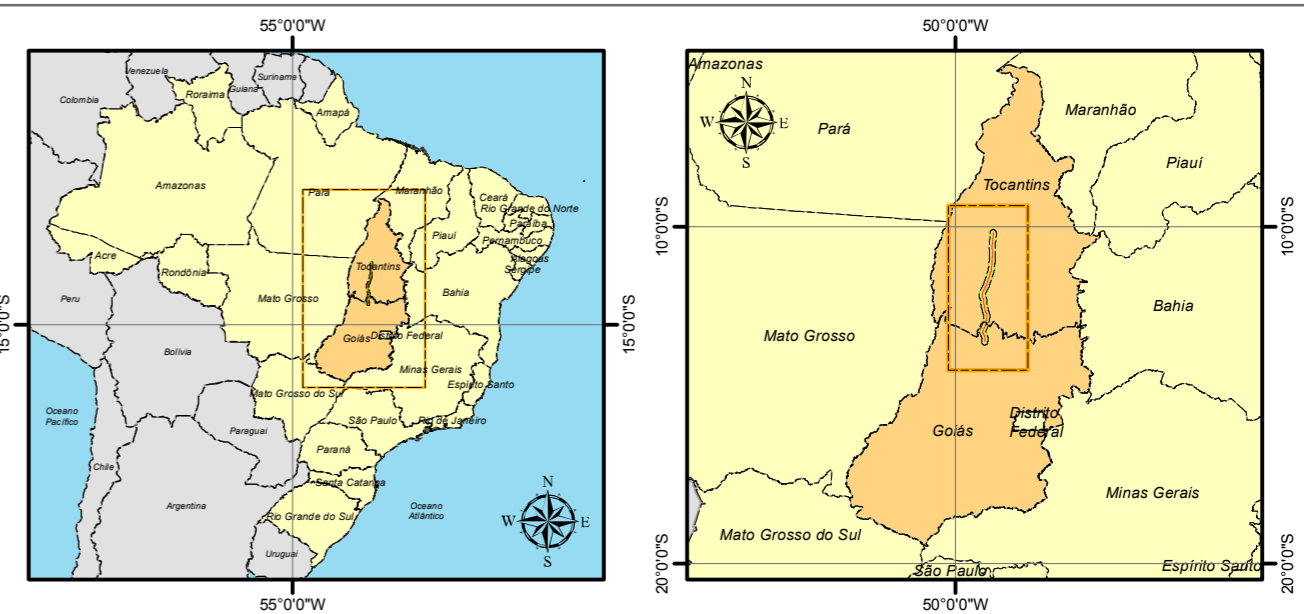 55°0'0"W
50°0'0"W
Venezuela
Suriname
Guiana
Colombia
Roraima
Amapá
Amazonas
Pará
Maranhão
Ceará
Rio Grande do Norte
Paraíba
Piauí
Pernambuco
Alagoas
Sergipe
Acre
Rondônia
Tocantins
Peru
Mato Grosso
Bahia
15°0'0"S
15°0'0"S
Goiás
Distrito Federal
Bolívia
Minas Gerais
Espírito Santo
Mato Grosso do Sul
Oceano
Pacífico
São Paulo
Rio de Janeiro
Paraguai
Paraná
Chile
Santa Catarina
Argentina
Rio Grande do Sul
Oceano
Atlântico
N
W
E
S
Uruguai
55°0'0"W
Amazonas
N
W
E
S
Pará
Maranhão
Piauí
Tocantins
10°0'0"S
10°0'0"S
Bahia
Mato Grosso
Distrito
Federal
Goiás
Minas Gerais
Mato Grosso do Sul
São Paulo
Espírito Santo
20°0'0"S
20°0'0"S
50°0'0"W